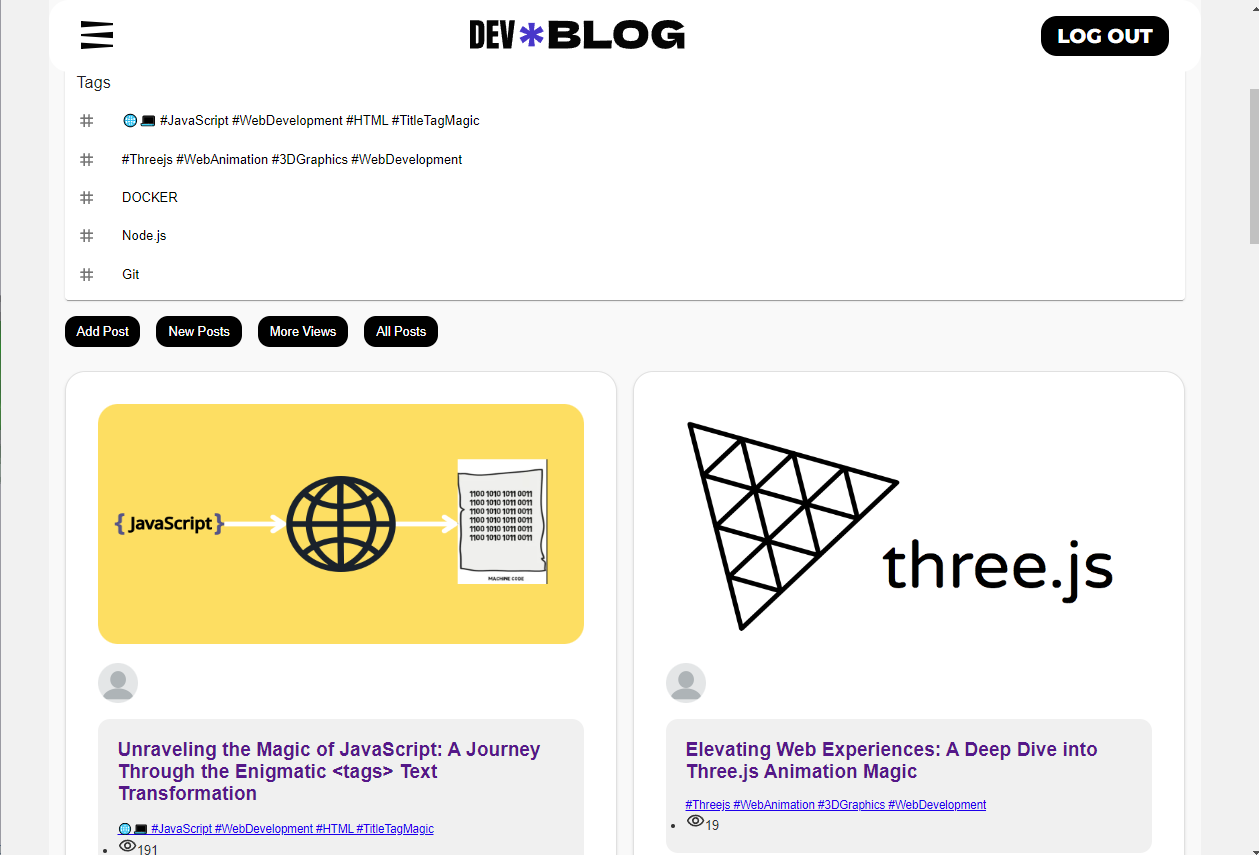 DEV*BLOG
LOG OUT
Tags
# 🌐💻 #JavaScript #WebDevelopment #HTML #TitleTagMagic
# #Threejs #WebAnimation #3DGraphics #WebDevelopment
# DOCKER
# Node.js
# Git
Add Post
New Posts
More Views
All Posts
{ JavaScript }
1100 1010 1011 0011
1100 1010 1011 0011
1100 1010 1011 0011
1100 1010 1011 0011
1100 1010 1011 0011
1100 1010 1011 0011
MACHINE CODE
Unraveling the Magic of JavaScript: A Journey
Through the Enigmatic <tags> Text
Transformation
🌐💻 #JavaScript #WebDevelopment #HTML #TitleTagMagic
191
three.js
Elevating Web Experiences: A Deep Dive into
Three.js Animation Magic
#Threejs #WebAnimation #3DGraphics #WebDevelopment
19